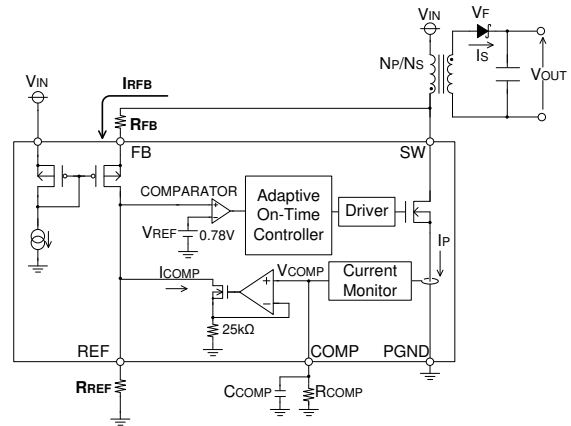 VIN
VF
NP/NS
IS
VOUT
VIN
IRFB
RFB
FB
SW
COMPARATOR
Adaptive
On-Time
Controller
Driver
VREF
0.78V
IP
ICOMP
VCOMP
Current
Monitor
25kΩ
REF
COMP
PGND
RREF
CCOMP
RCOMP